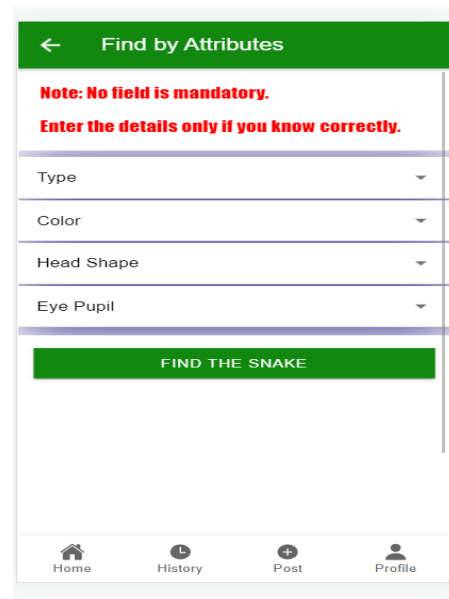 Find by Attributes
Note: No field is mandatory.
Enter the details only if you know correctly.
Type
Color
Head Shape
Eye Pupil
FIND THE SNAKE
Home History Post Profile